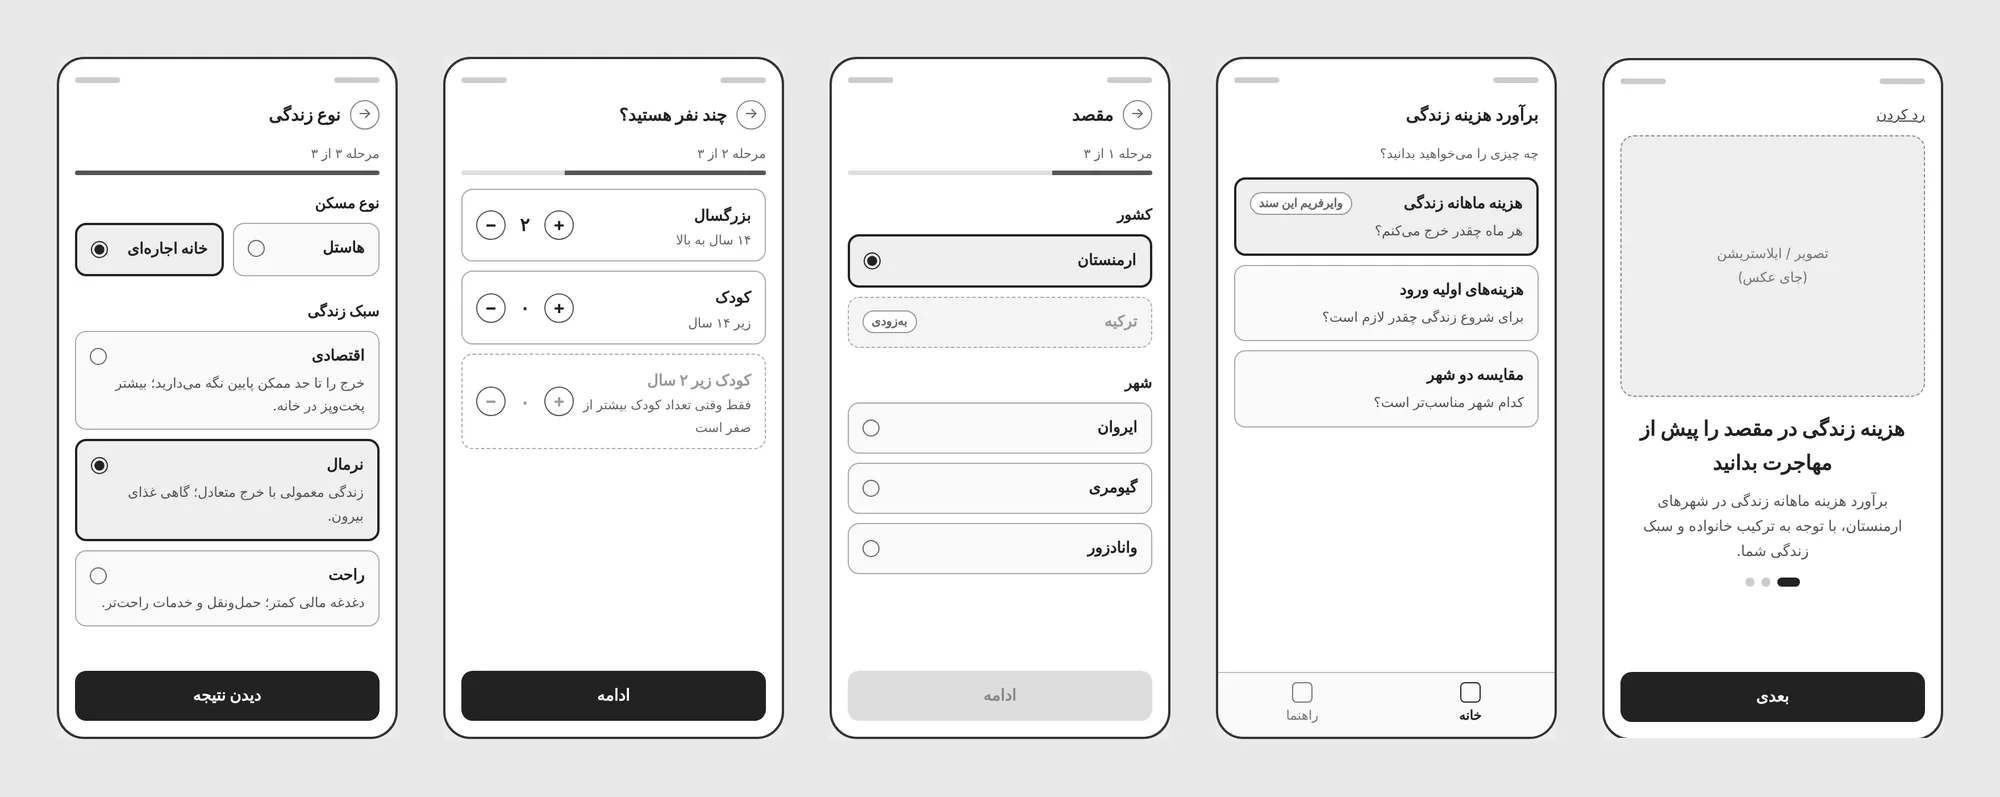 رد کردن
تصویر / ایلاستریشن
(جای عکس)
هزینه زندگی در مقصد را پیش از
مهاجرت بدانید
برآورد هزینه ماهانه زندگی در شهرهای
ارمنستان، با توجه به ترکیب خانواده و سبک
زندگی شما.
بعدی
برآورد هزینه زندگی
چه چیزی را می‌خواهید بدانید؟
هزینه ماهانه زندگی
وایرفریم این سند
هر ماه چقدر خرج می‌کنم؟
هزینه‌های اولیه ورود
برای شروع زندگی چقدر لازم است؟
مقایسه دو شهر
کدام شهر مناسب‌تر است؟
خانه
راهنما
مقصد
مرحله ۱ از ۳
کشور
ارمنستان
ترکیه
به‌زودی
شهر
ایروان
گیومری
وانادزور
ادامه
چند نفر هستید؟
مرحله ۲ از ۳
بزرگسال
۱۴ سال به بالا
+ ۲ −
کودک
زیر ۱۴ سال
+ ۰ −
کودک زیر ۲ سال
فقط وقتی تعداد کودک بیشتر از
صفر است
+ ۰ −
ادامه
نوع زندگی
مرحله ۳ از ۳
نوع مسکن
هاستل
خانه اجاره‌ای
سبک زندگی
اقتصادی
خرج را تا حد ممکن پایین نگه می‌دارید؛ بیشتر
پخت‌وپز در خانه.
نرمال
زندگی معمولی با خرج متعادل؛ گاهی غذای
بیرون.
راحت
دغدغه مالی کمتر؛ حمل‌ونقل و خدمات راحت‌تر.
دیدن نتیجه